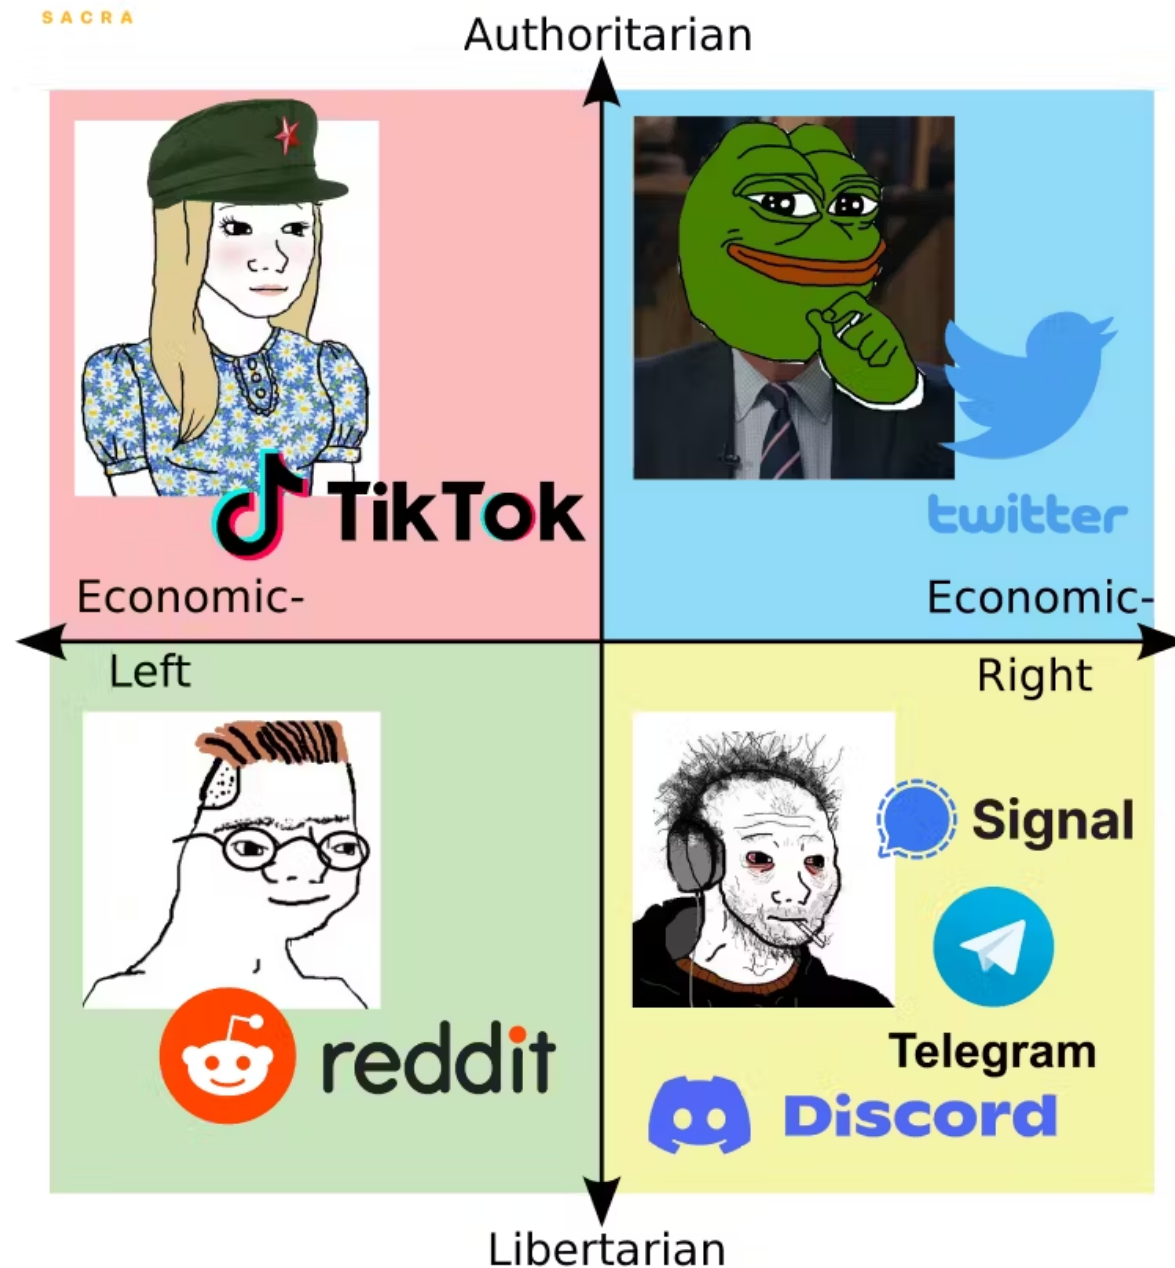 SACRA
Authoritarian
TikTok
twitter
Economic-
Economic-
Left
Right
Signal
Telegram
reddit
Discord
Libertarian